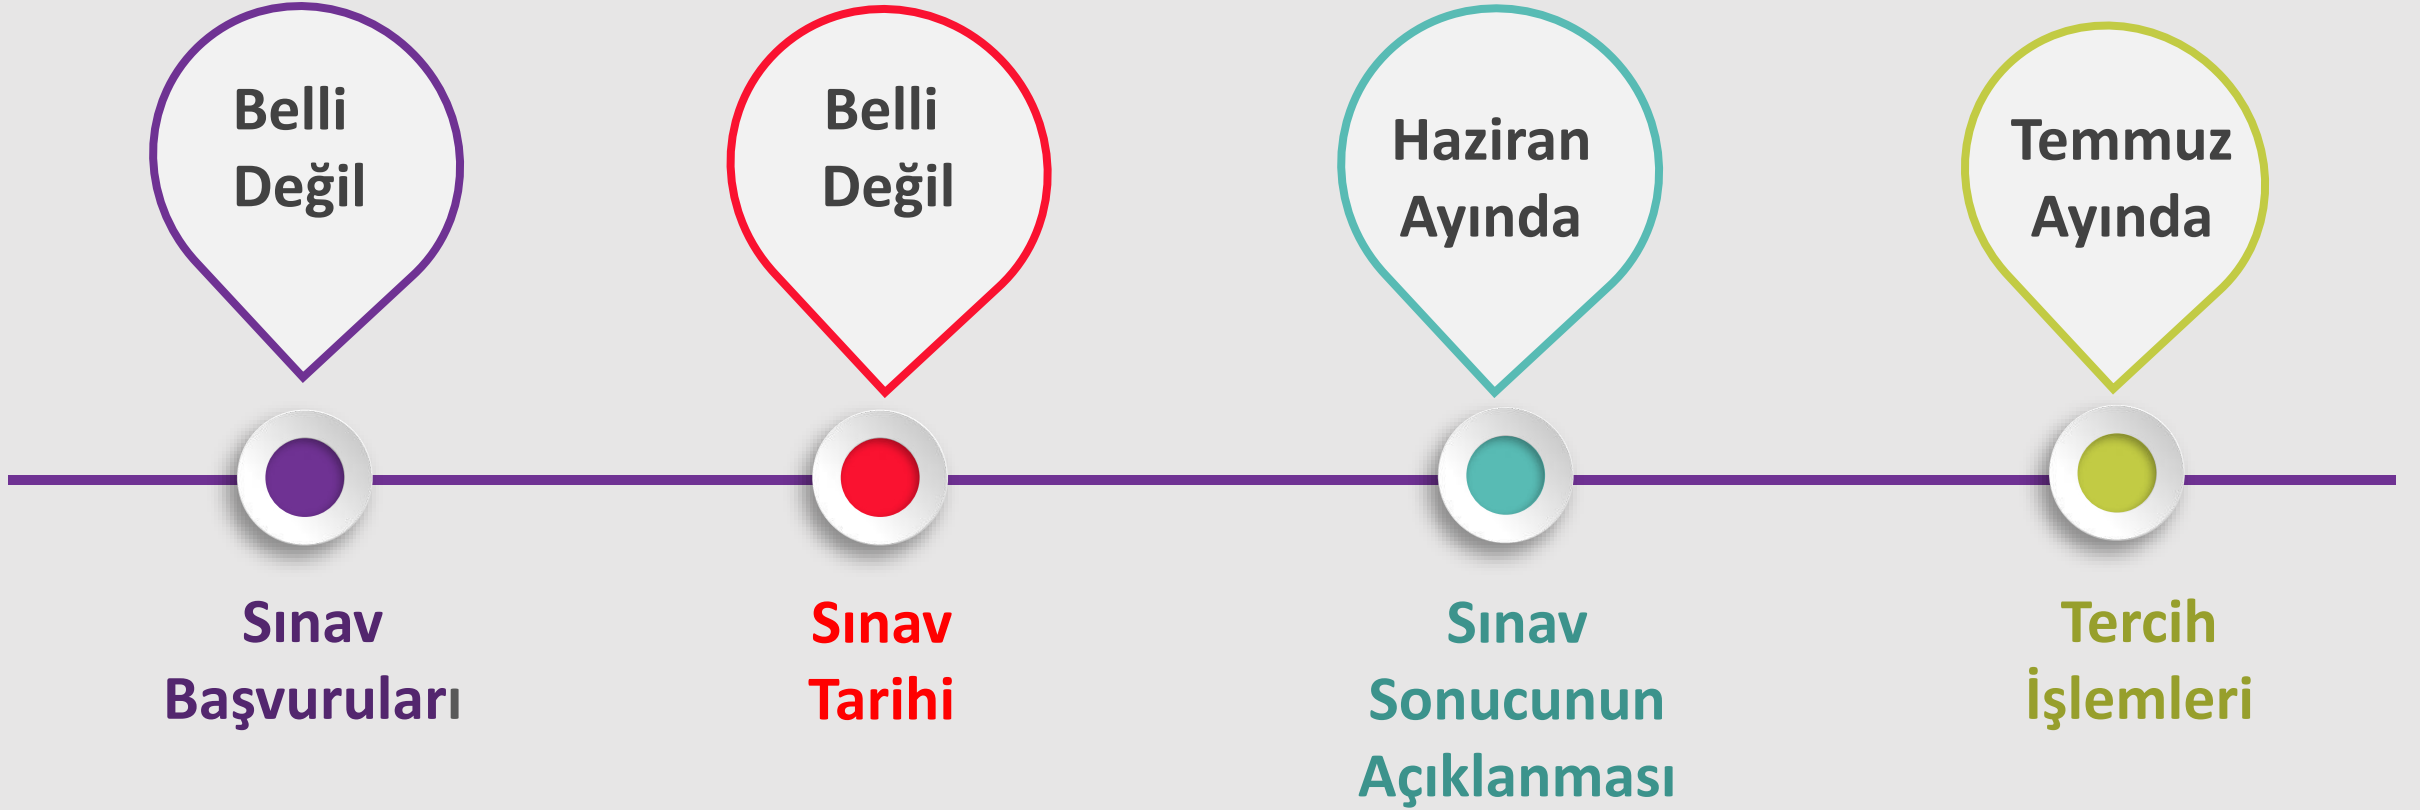 Belli
Değil
Belli
Değil
Haziran
Ayında
Temmuz
Ayında
Sınav
Başvuruları
Sınav
Tarihi
Sınav
Sonucunun
Açıklanması
Tercih
İşlemleri